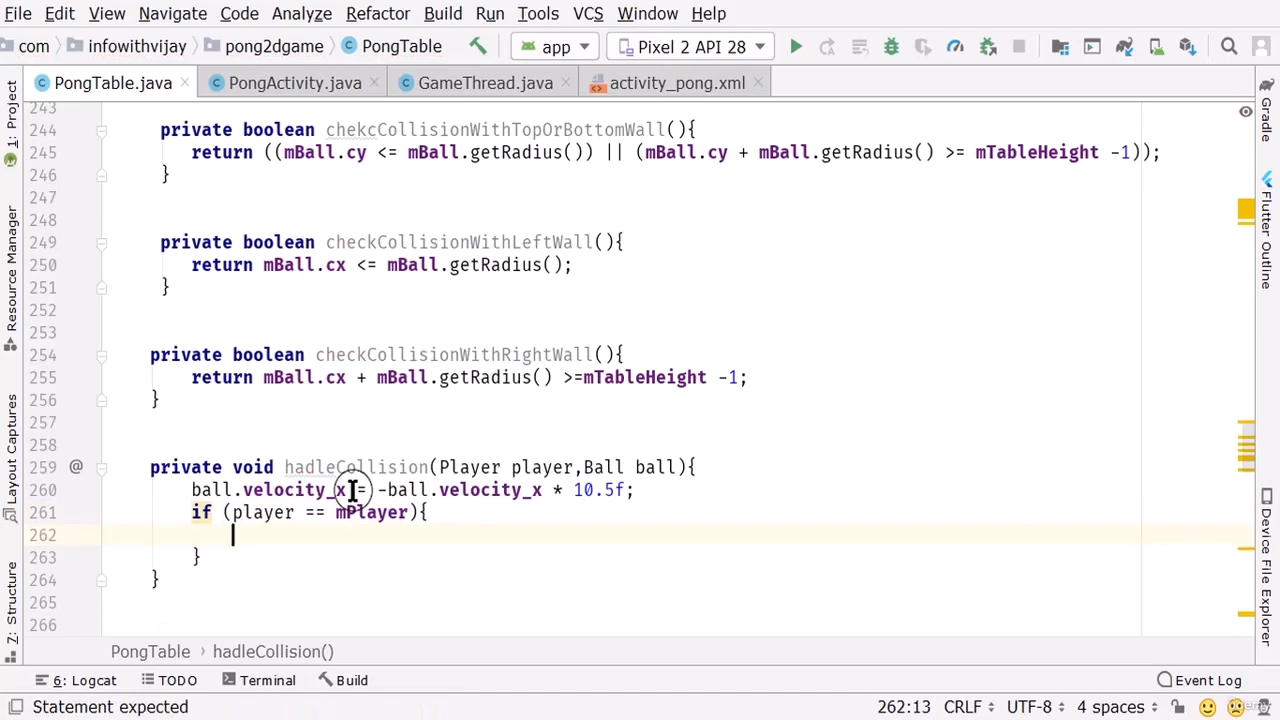 File Edit View Navigate Code Analyze Refactor Build Run Tools VCS Window Help
com infowithvijay pong2dgame PongTable app Pixel 2 API 28
PongTable.java PongActivity.java GameThread.java activity_pong.xml
243
244 private boolean chekcCollisionWithTopOrBottomWall(){
245 return ((mBall.cy <= mBall.getRadius()) || (mBall.cy + mBall.getRadius() >= mTableHeight -1));
246 }
247
248
249 private boolean checkCollisionWithLeftWall(){
250 return mBall.cx <= mBall.getRadius();
251 }
252
253
254 private boolean checkCollisionWithRightWall(){
255 return mBall.cx + mBall.getRadius() >=mTableHeight -1;
256 }
257
258
259 @ private void hadleCollision(Player player,Ball ball){
260 ball.velocity_x = -ball.velocity_x * 10.5f;
261 if (player == mPlayer){
262
263 }
264 }
265
266
PongTable › hadleCollision()
6: Logcat TODO Terminal Build Event Log
Statement expected 262:13 CRLF UTF-8 4 spaces
1: Project
Resource Manager
Layout Captures
Z: Structure
Gradle
Flutter Outline
Device File Explorer